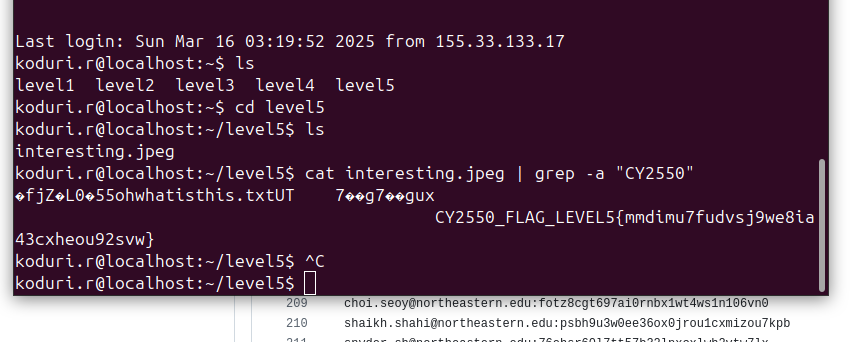 Last login: Sun Mar 16 03:19:52 2025 from 155.33.133.17
koduri.r@localhost:~$ ls
level1  level2  level3  level4  level5
koduri.r@localhost:~$ cd level5
koduri.r@localhost:~/level5$ ls
interesting.jpeg
koduri.r@localhost:~/level5$ cat interesting.jpeg | grep -a "CY2550"
�fjZ�L0�55ohwhatisthis.txtUT    7��g7��gux
CY2550_FLAG_LEVEL5{mmdimu7fudvsj9we8ia
43cxheou92svw}
koduri.r@localhost:~/level5$ ^C
koduri.r@localhost:~/level5$
209 choi.seoy@northeastern.edu:fotz8cgt697ai0rnbx1wt4ws1n106vn0
210 shaikh.shahi@northeastern.edu:psbh9u3w0ee36ox0jrou1cxmizou7kpb